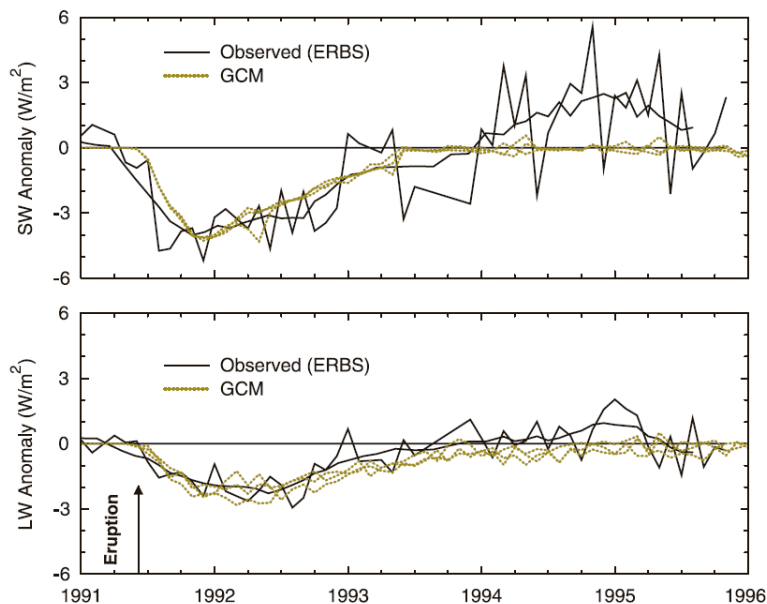 6
3
0
-3
-6
SW Anomaly (W/m²)
Observed (ERBS)
GCM
6
3
0
-3
-6
LW Anomaly (W/m²)
Observed (ERBS)
GCM
Eruption
1991 1992 1993 1994 1995 1996